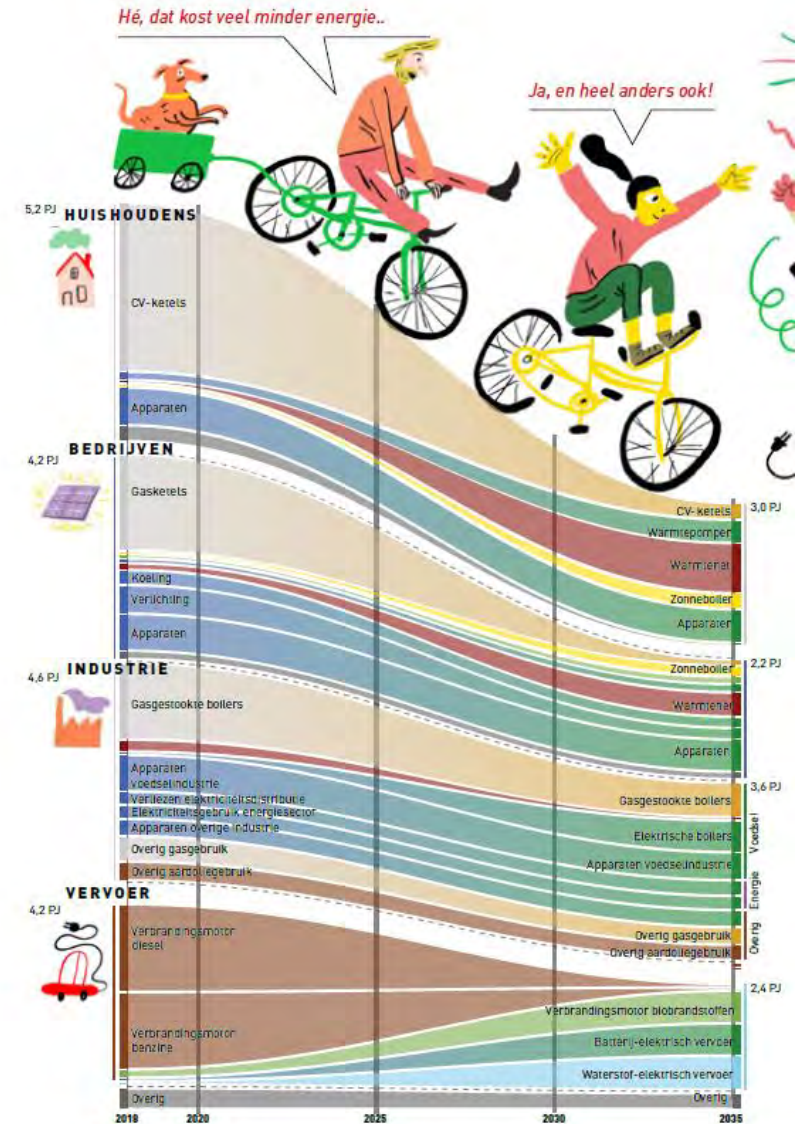 Hé, dat kost veel minder energie..
Ja, en heel anders ook!
5,2 PJ
HUISHOUDENS
CV-ketels
Apparaten
BEDRIJVEN
4,2 PJ
Gasketels
Koeling
Verlichting
Apparaten
INDUSTRIE
4,6 PJ
Gasgestookte boilers
Apparaten
voedselindustrie
Verliezen elektriciteitsdistributie
Elektriciteitsgebruik energiesector
Apparaten overige industrie
Overig gasgebruik
Overig aardoliegebruik
VERVOER
4,2 PJ
Verbrandingsmotor
diesel
Verbrandingsmotor
benzine
Overig
CV-ketels
3,0 PJ
Warmtepompen
Warmtenet
Zonneboiler
Apparaten
Zonneboiler
2,2 PJ
Warmtenet
Apparaten
3,6 PJ
Gasgestookte boilers
Elektrische boilers
Apparaten voedselindustrie
Voedsel
Energie
Overig
Overig gasgebruik
Overig aardoliegebruik
2,4 PJ
Verbrandingsmotor biobrandstoffen
Batterij-elektrisch vervoer
Waterstof-elektrisch vervoer
Overig
2018
2020
2025
2030
2035